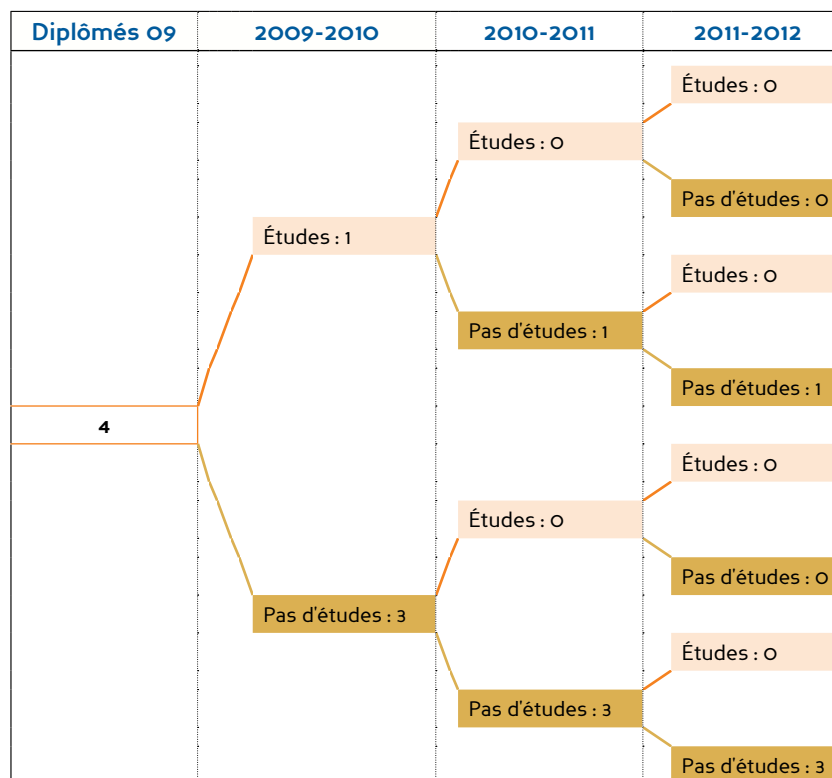 Diplômés 09 2009-2010 2010-2011 2011-2012
Études : 0
Études : 0
Pas d'études : 0
Études : 1
Études : 0
Pas d'études : 1
Pas d'études : 1
4
Études : 0
Études : 0
Pas d'études : 0
Pas d'études : 3
Études : 0
Pas d'études : 3
Pas d'études : 3